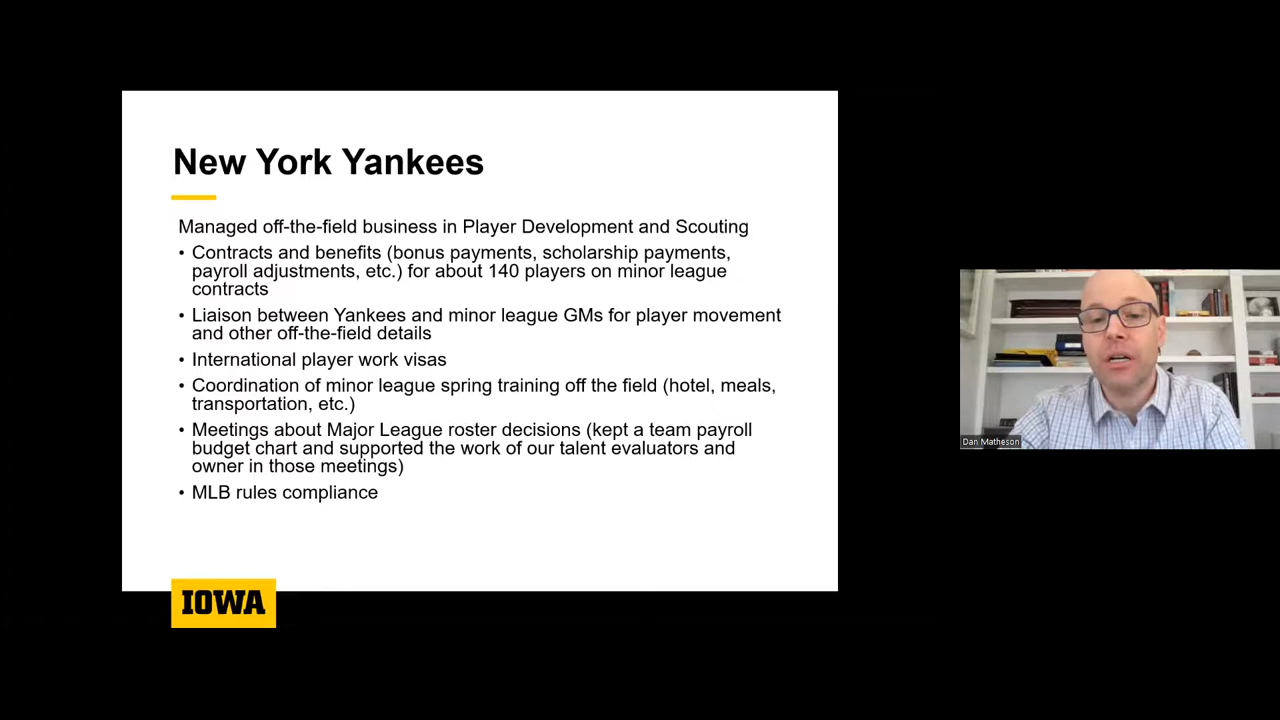 New York Yankees
Managed off-the-field business in Player Development and Scouting
• Contracts and benefits (bonus payments, scholarship payments,
payroll adjustments, etc.) for about 140 players on minor league
contracts
• Liaison between Yankees and minor league GMs for player movement
and other off-the-field details
• International player work visas
• Coordination of minor league spring training off the field (hotel, meals,
transportation, etc.)
• Meetings about Major League roster decisions (kept a team payroll
budget chart and supported the work of our talent evaluators and
owner in those meetings)
• MLB rules compliance
IOWA
Dan Matheson